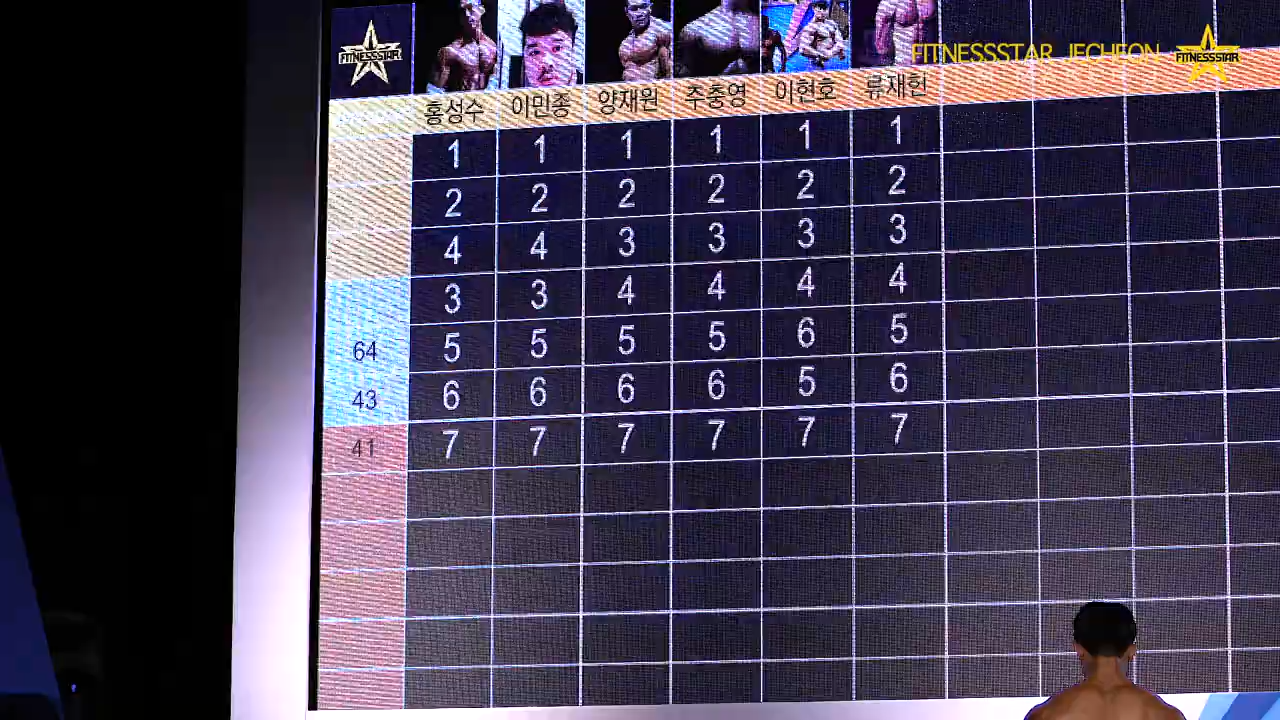 FITNESSSTAR
FITNESSSTAR JECHEON FITNESSSTAR
홍성수 이민종 양재원 주충영 이현호 류재헌
1 1 1 1 1 1
2 2 2 2 2 2
4 4 3 3 3 3
3 3 4 4 4 4
64 5 5 5 5 6 5
43 6 6 6 6 5 6
41 7 7 7 7 7 7